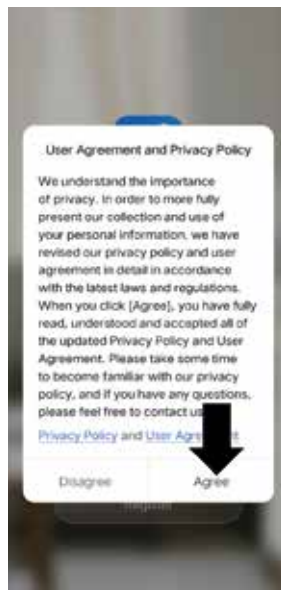 User Agreement and Privacy Policy
We understand the importance
of privacy. In order to more fully
present our collection and use of
your personal information, we have
revised our privacy policy and user
agreement in detail in accordance
with the latest laws and regulations.
When you click [Agree], you have fully
read, understood and accepted all of
the updated Privacy Policy and User
Agreement. Please take some time
to become familiar with our privacy
policy, and if you have any questions,
please feel free to contact us
Privacy Policy and User
Disagree Agree